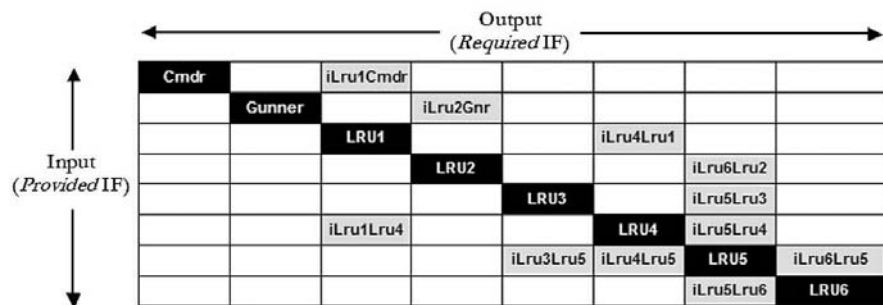 Output
(Required IF)
Input
(Provided IF)
Cmdr iLru1Cmdr
Gunner iLru2Gnr
LRU1 iLru4Lru1
LRU2 iLru6Lru2
LRU3 iLru5Lru3
iLru1Lru4 LRU4 iLru5Lru4
iLru3Lru5 iLru4Lru5 LRU5 iLru6Lru5
iLru5Lru6 LRU6